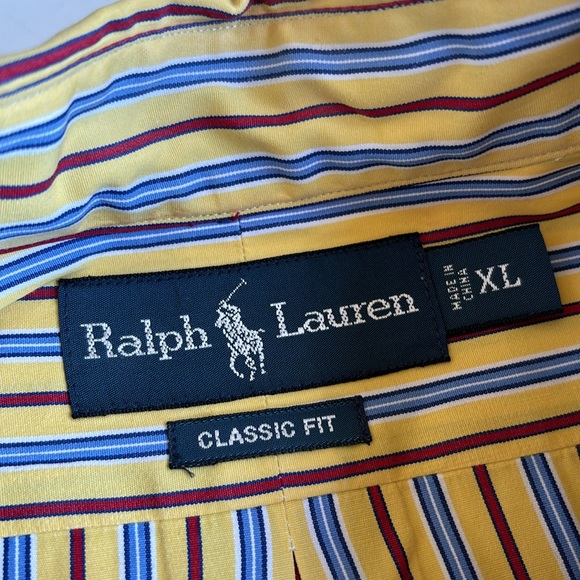 Ralph Lauren
MADE IN
CHINA
XL
CLASSIC FIT